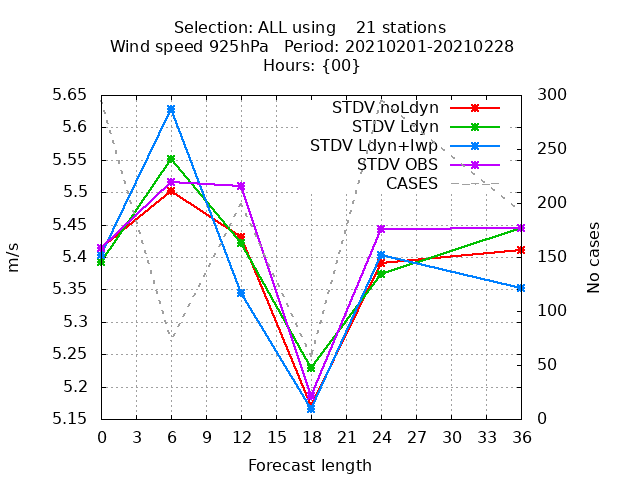 Selection: ALL using    21 stations
Wind speed 925hPa   Period: 20210201-20210228
Hours: {00}
5.65
5.6
5.55
5.5
5.45
5.4
5.35
5.3
5.25
5.2
5.15
m/s
STDV noLdyn
STDV Ldyn
STDV Ldyn+lwp
STDV OBS
CASES
300
250
200
150
100
50
0
No cases
0 3 6 9 12 15 18 21 24 27 30 33 36
Forecast length